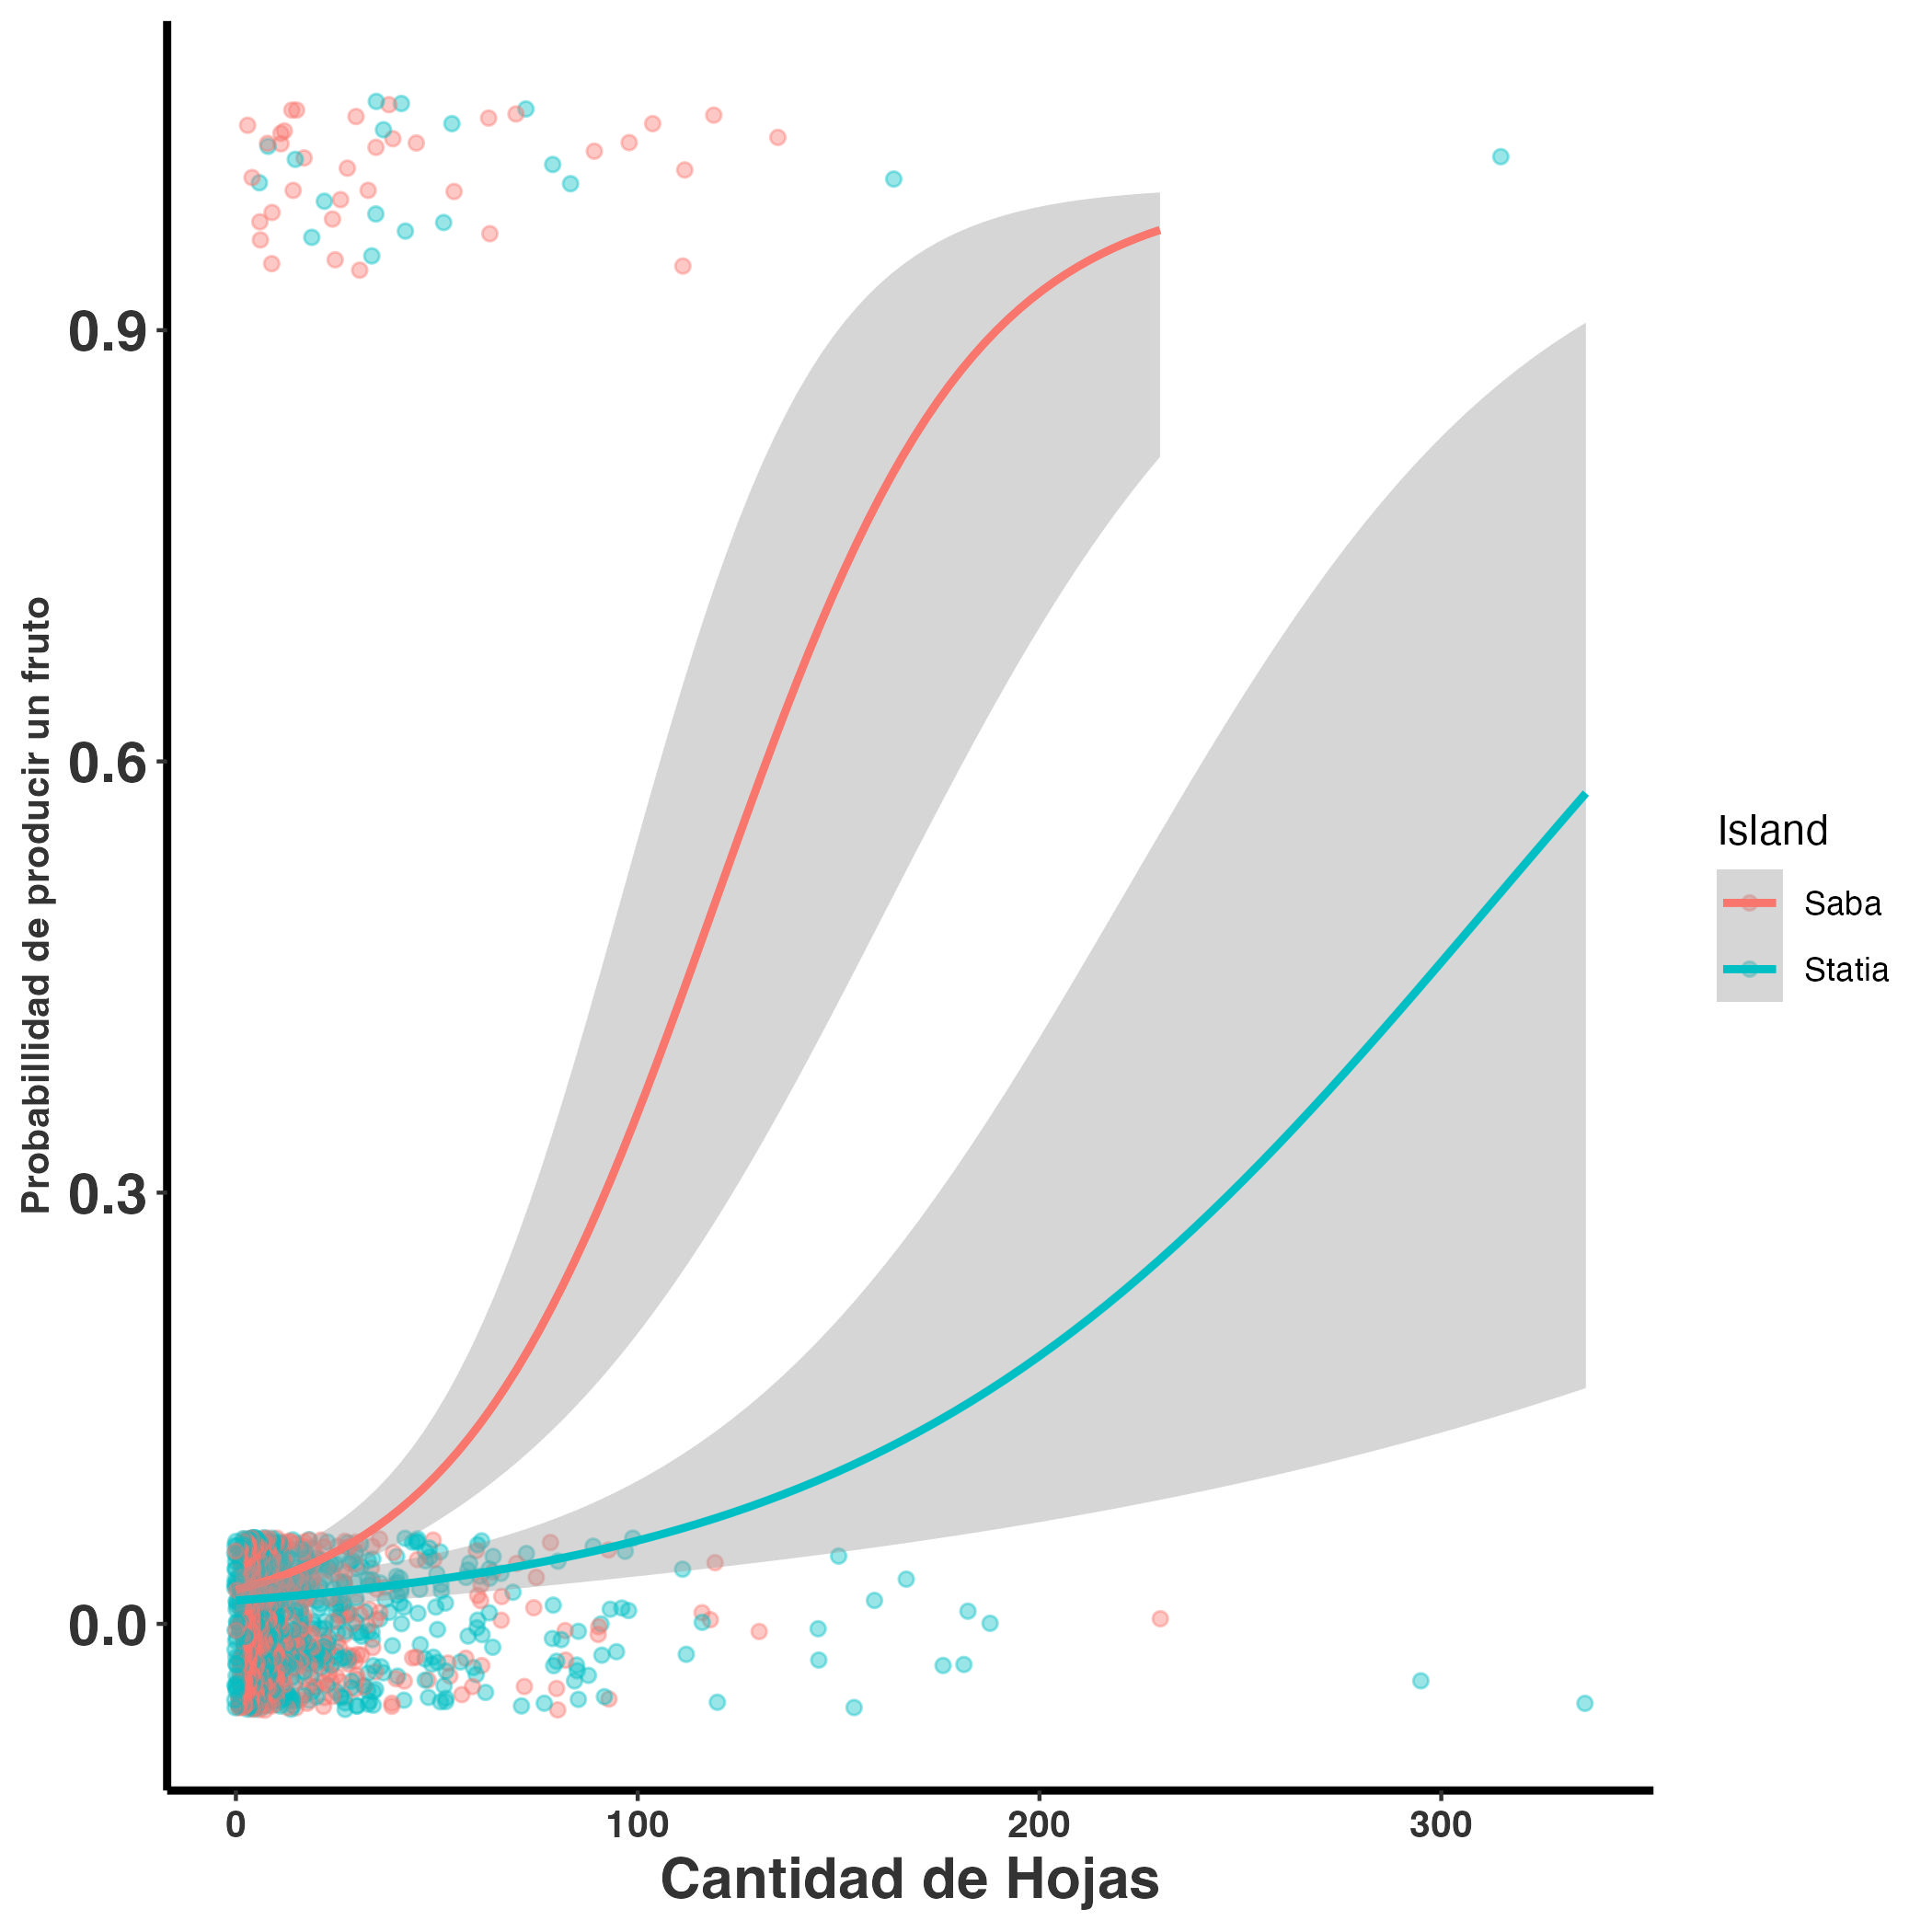 Probabillidad de producir un fruto
0.9
0.6
0.3
0.0
0 100 200 300
Cantidad de Hojas
Island
Saba
Statia